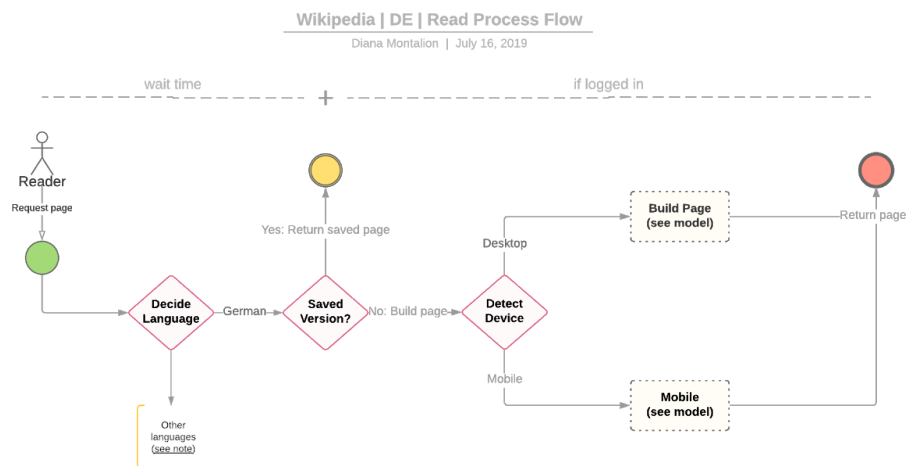 Wikipedia | DE | Read Process Flow
Diana Montalion | July 16, 2019
wait time
if logged in
Reader
Request page
Yes: Return saved page
Build Page
(see model)
Return page
Desktop
Decide
Language
German
Saved
Version?
No: Build page
Detect
Device
Mobile
Mobile
(see model)
Other
languages
(see note)